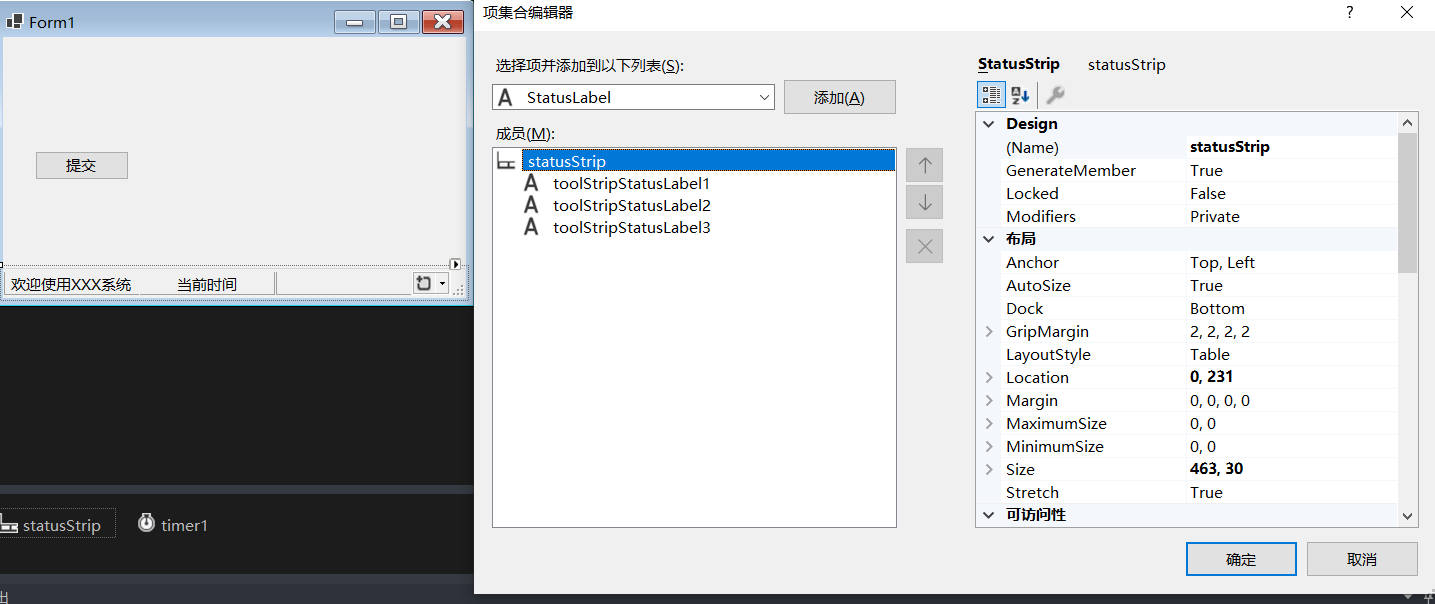 Form1
提交
欢迎使用XXX系统 当前时间
statusStrip timer1
出
项集合编辑器 ?
选择项并添加到以下列表(S):
StatusLabel 添加(A)
成员(M):
statusStrip
toolStripStatusLabel1
toolStripStatusLabel2
toolStripStatusLabel3
StatusStrip statusStrip
Design
(Name) statusStrip
GenerateMember True
Locked False
Modifiers Private
布局
Anchor Top, Left
AutoSize True
Dock Bottom
GripMargin 2, 2, 2, 2
LayoutStyle Table
Location 0, 231
Margin 0, 0, 0, 0
MaximumSize 0, 0
MinimumSize 0, 0
Size 463, 30
Stretch True
可访问性
确定 取消